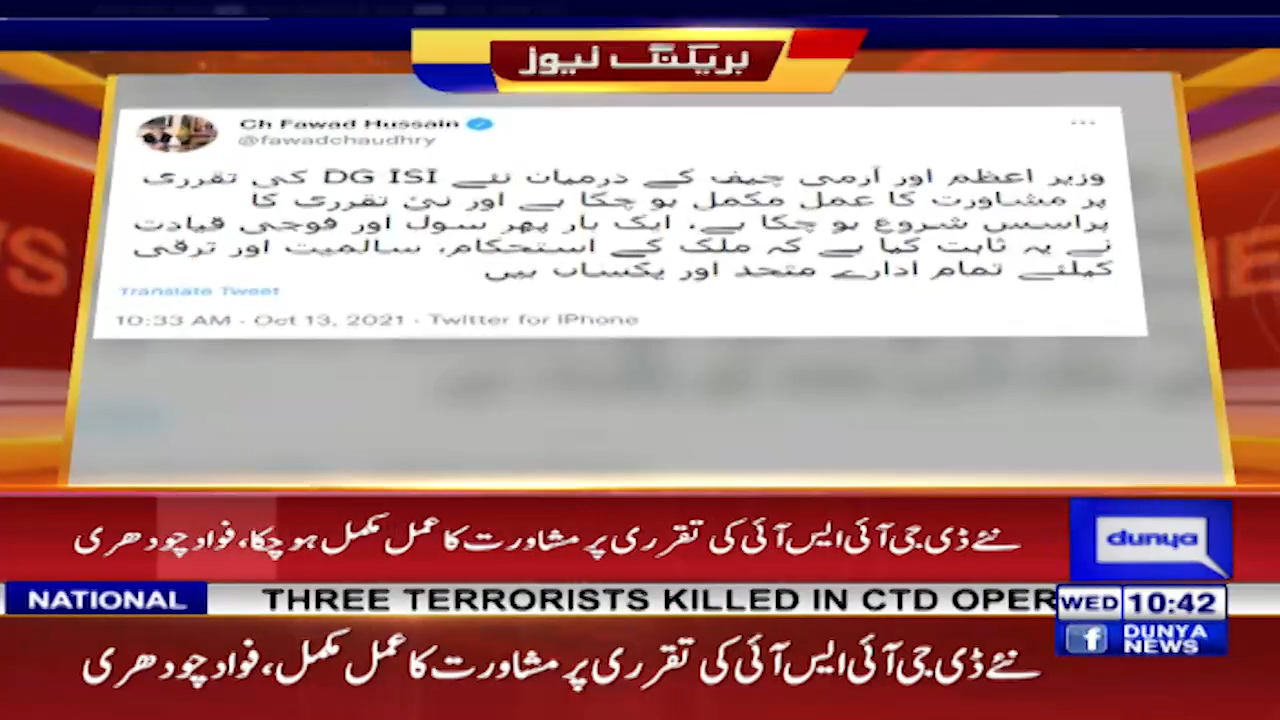 بریکنگ نیوز
Ch Fawad Hussain
@fawadchaudhry
وزیر اعظم اور آرمی چیف کے درمیان نئے DG ISI کی تقرری
پر مشاورت کا عمل مکمل ہو چکا ہے اور نئ تقرری کا
پراسس شروع ہو چکا ہے، ایک بار پھر سول اور فوجی قیادت
نے یہ ثابت کیا ہے کہ ملک کے استحکام، سالمیت اور ترقی
کیلئے تمام ادارے متحد اور یکساں ہیں
Translate Tweet
10:33 AM · Oct 13, 2021 · Twitter for iPhone
نئے ڈی جی آئی ایس آئی کی تقرری پر مشاورت کا عمل مکمل ہو چکا، فواد چودھری
dunya
NATIONAL THREE TERRORISTS KILLED IN CTD OPER WED 10:42
DUNYA NEWS
نئے ڈی جی آئی ایس آئی کی تقرری پر مشاورت کا عمل مکمل، فواد چودھری